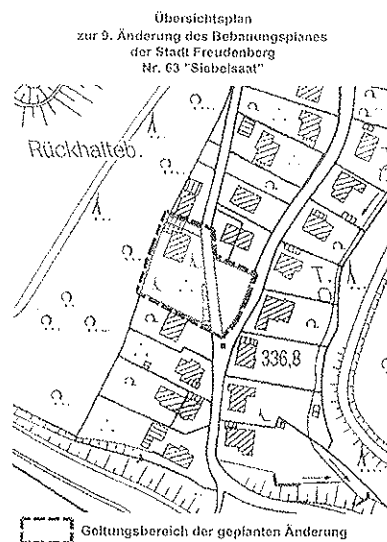 Übersichtsplan
zur 9. Änderung des Bebauungsplanes
der Stadt Freudenberg
Nr. 63 "Siebelsaat"
Rückhalteb.
336,8
Geltungsbereich der geplanten Änderung